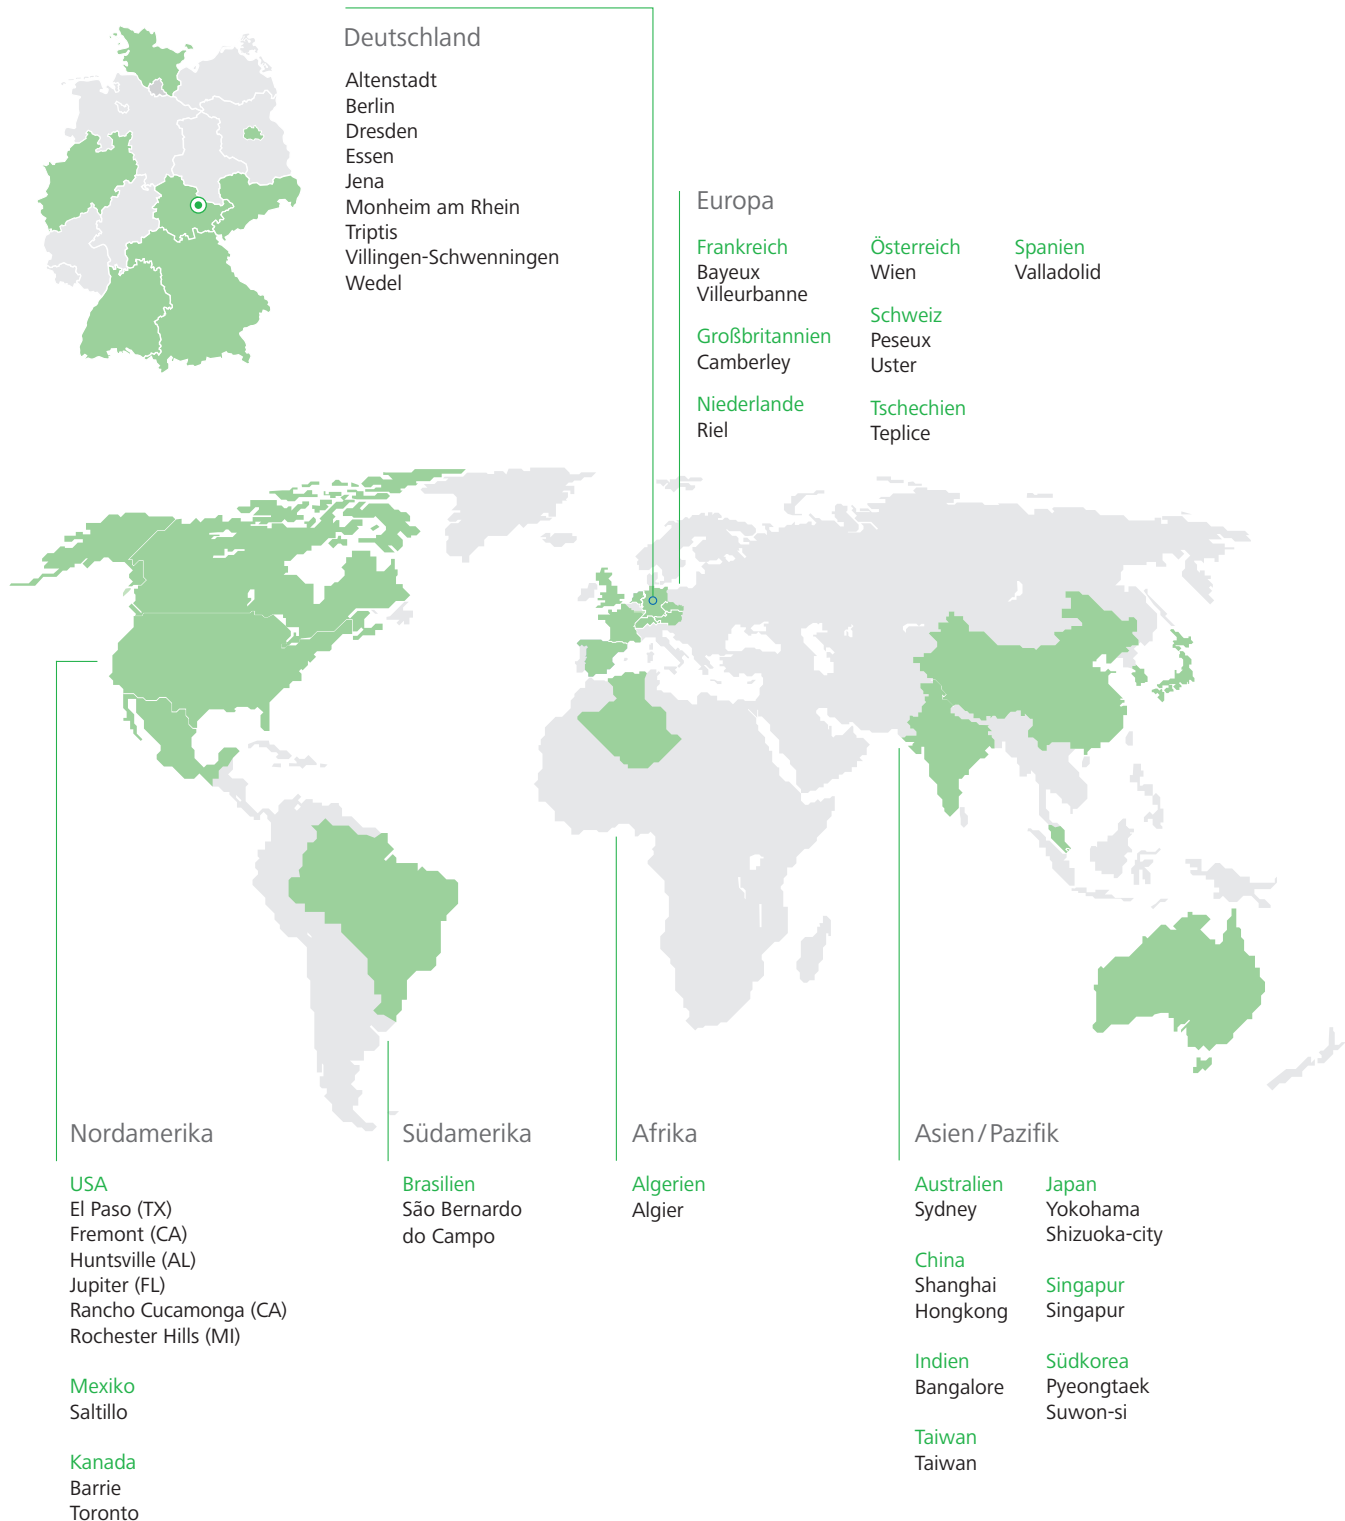 Deutschland
Altenstadt
Berlin
Dresden
Essen
Jena
Monheim am Rhein
Triptis
Villingen-Schwenningen
Wedel
Europa
Frankreich
Bayeux
Villeurbanne
Großbritannien
Camberley
Niederlande
Riel
Österreich
Wien
Schweiz
Peseux
Uster
Tschechien
Teplice
Spanien
Valladolid
Nordamerika
USA
El Paso (TX)
Fremont (CA)
Huntsville (AL)
Jupiter (FL)
Rancho Cucamonga (CA)
Rochester Hills (MI)
Mexiko
Saltillo
Kanada
Barrie
Toronto
Südamerika
Brasilien
São Bernardo
do Campo
Afrika
Algerien
Algier
Asien/Pazifik
Australien
Sydney
China
Shanghai
Hongkong
Indien
Bangalore
Taiwan
Taiwan
Japan
Yokohama
Shizuoka-city
Singapur
Singapur
Südkorea
Pyeongtaek
Suwon-si